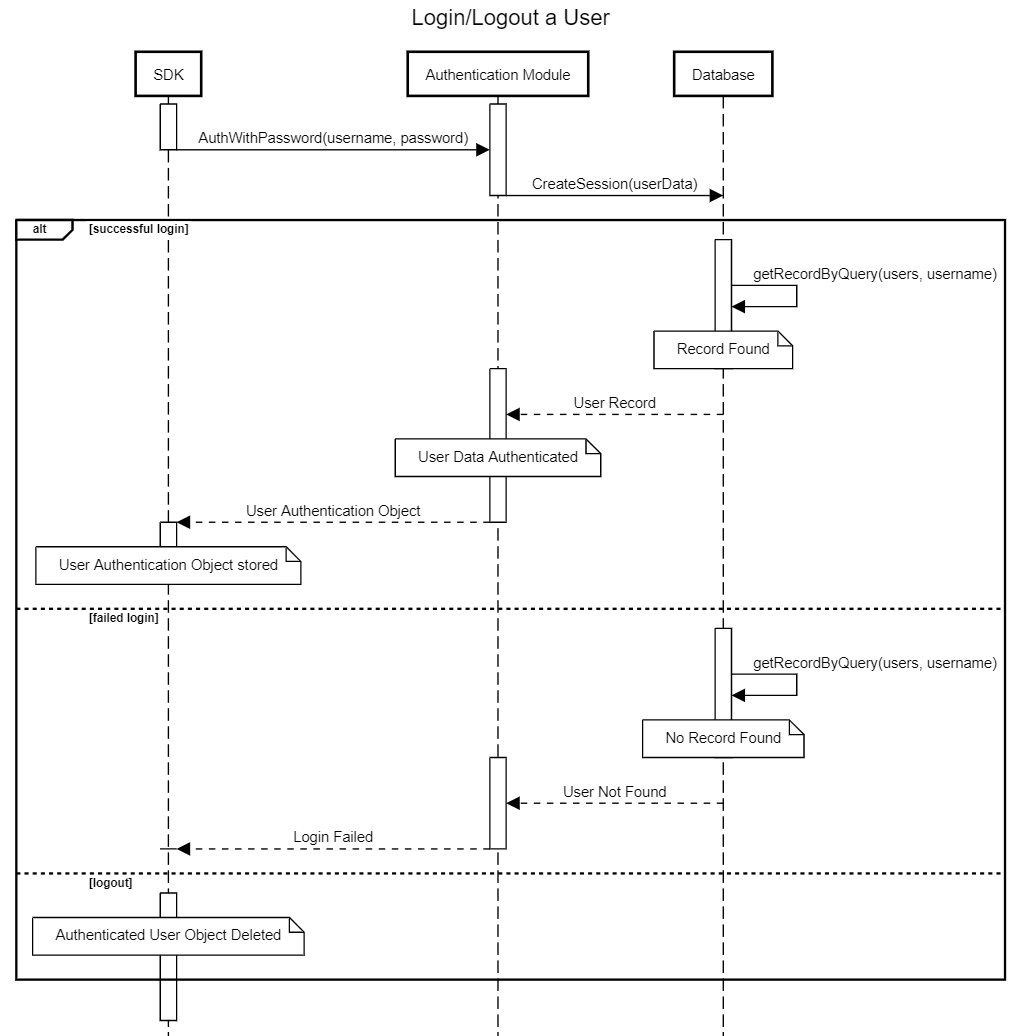 Login/Logout a User
SDK
Authentication Module
Database
AuthWithPassword(username, password)
CreateSession(userData)
alt
[successful login]
getRecordByQuery(users, username)
Record Found
User Record
User Data Authenticated
User Authentication Object
User Authentication Object stored
[failed login]
getRecordByQuery(users, username)
No Record Found
User Not Found
Login Failed
[logout]
Authenticated User Object Deleted